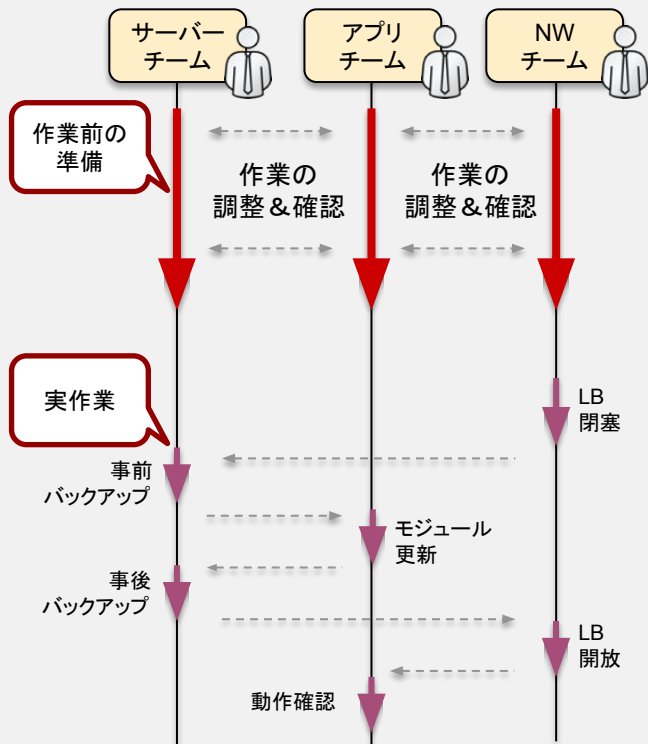 サーバー
チーム
アプリ
チーム
NW
チーム
作業前の
準備
作業の
調整＆確認
作業の
調整＆確認
実作業
LB
閉塞
事前
バックアップ
モジュール
更新
事後
バックアップ
LB
開放
動作確認